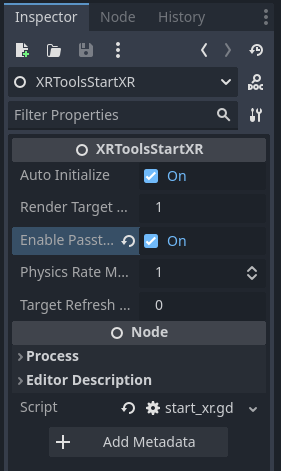 Inspector Node History
XRToolsStartXR
DOC
Filter Properties
XRToolsStartXR
Auto Initialize On
Render Target ... 1
Enable Passt... On
Physics Rate M... 1
Target Refresh ... 0
Node
Process
Editor Description
Script start_xr.gd
Add Metadata